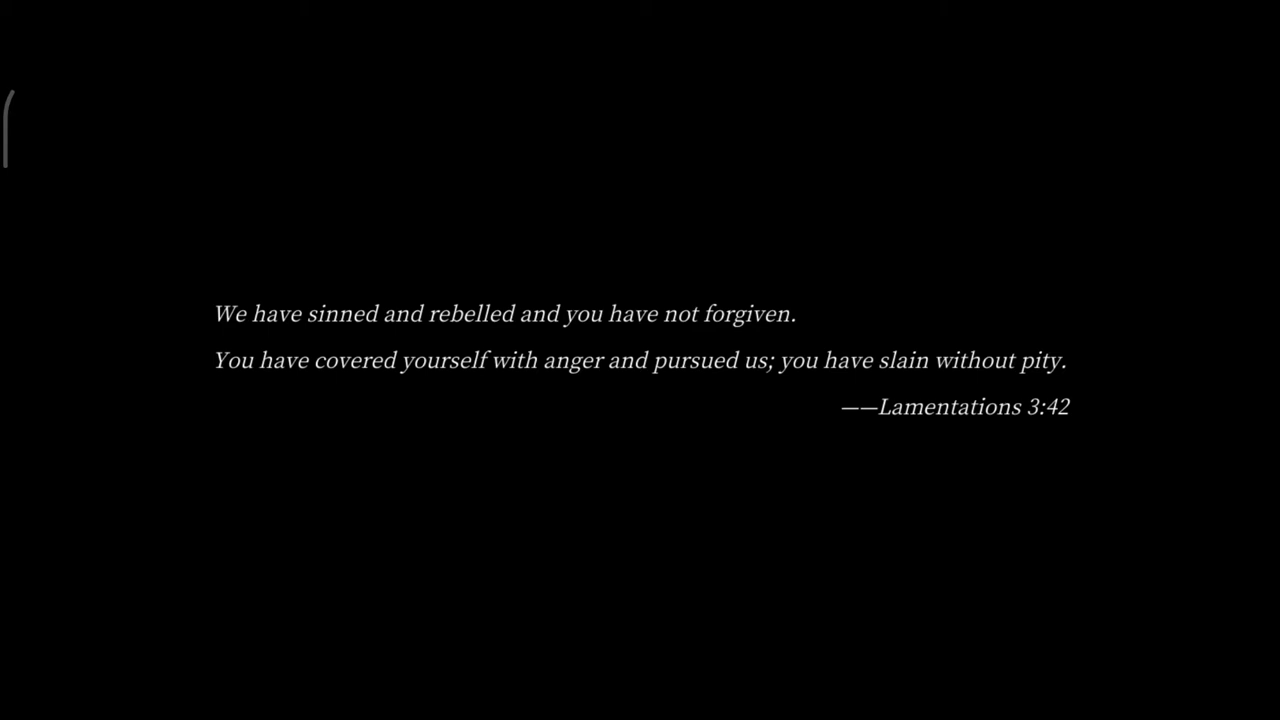 We have sinned and rebelled and you have not forgiven.
You have covered yourself with anger and pursued us; you have slain without pity.
——Lamentations 3:42